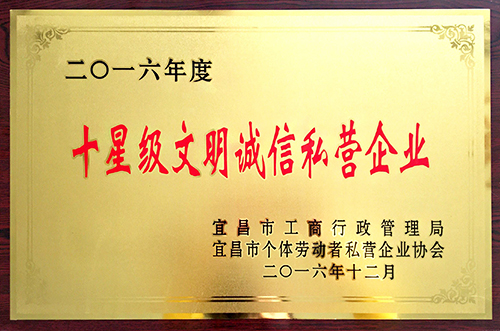 二〇一六年度
十星级文明诚信私营企业
宜昌市工商行政管理局
宜昌市个体劳动者私营企业协会
二〇一六年十二月